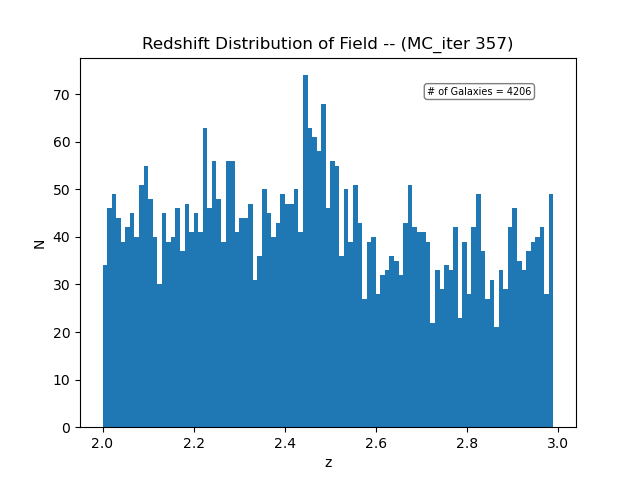 Redshift Distribution of Field -- (MC_iter 357)
# of Galaxies = 4206
70
60
50
40
30
20
10
0
N
2.0 2.2 2.4 2.6 2.8 3.0
z